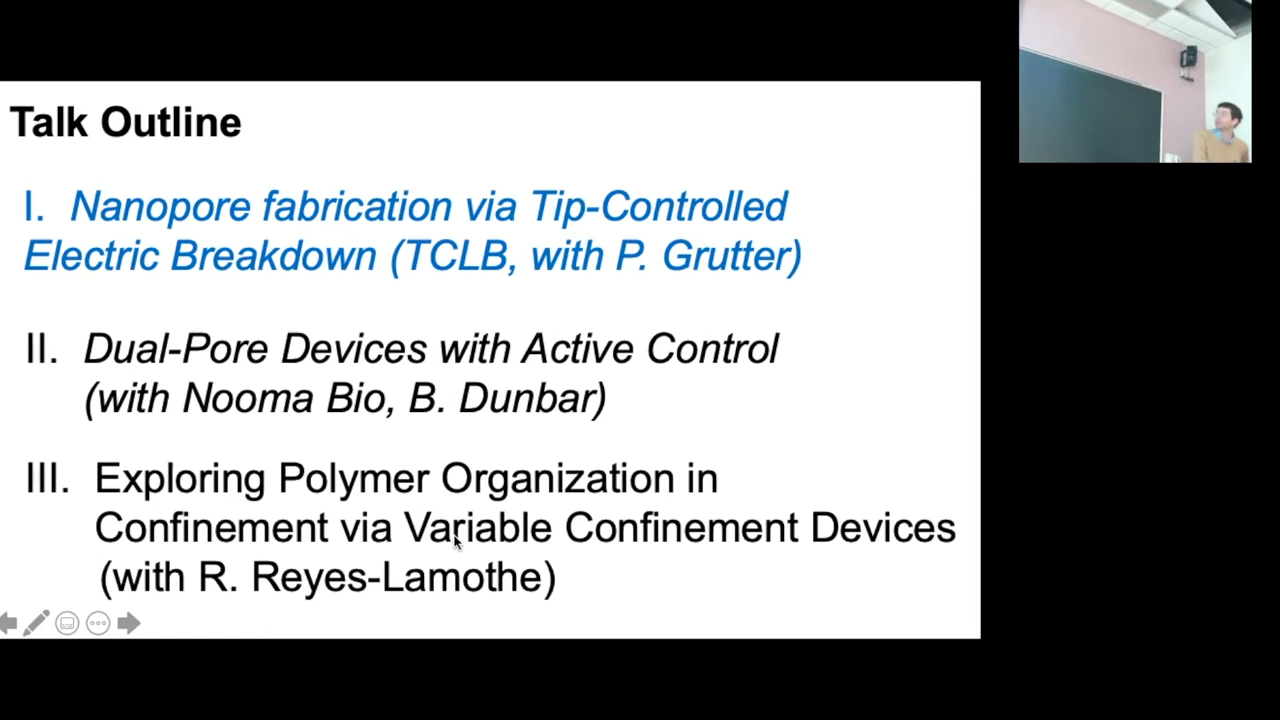 Talk Outline
I. Nanopore fabrication via Tip-Controlled
Electric Breakdown (TCLB, with P. Grutter)
II. Dual-Pore Devices with Active Control
(with Nooma Bio, B. Dunbar)
III. Exploring Polymer Organization in
Confinement via Variable Confinement Devices
(with R. Reyes-Lamothe)